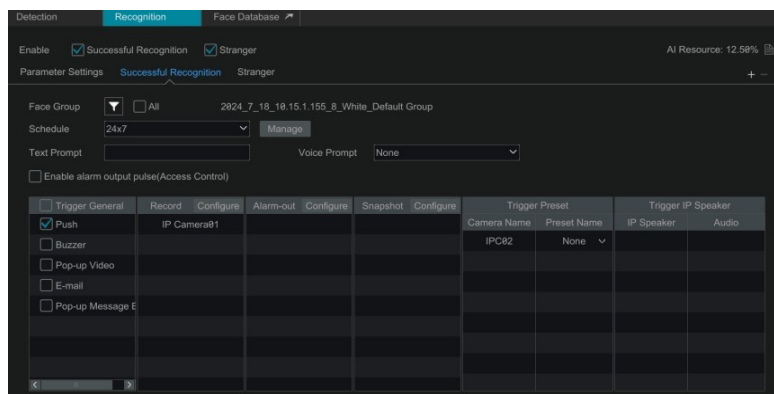 Detection Recognition Face Database
Enable Successful Recognition Stranger AI Resource: 12.50%
Parameter Settings Successful Recognition Stranger + −
Face Group All 2024_7_18_10.15.1.155_8_White_Default Group
Schedule 24x7 Manage
Text Prompt Voice Prompt None
Enable alarm output pulse(Access Control)
Trigger General Record Configure Alarm-out Configure Snapshot Configure Trigger Preset Trigger IP Speaker
Push IP Camera01 Camera Name Preset Name IP Speaker Audio
Buzzer IPC02 None
Pop-up Video
E-mail
Pop-up Message E